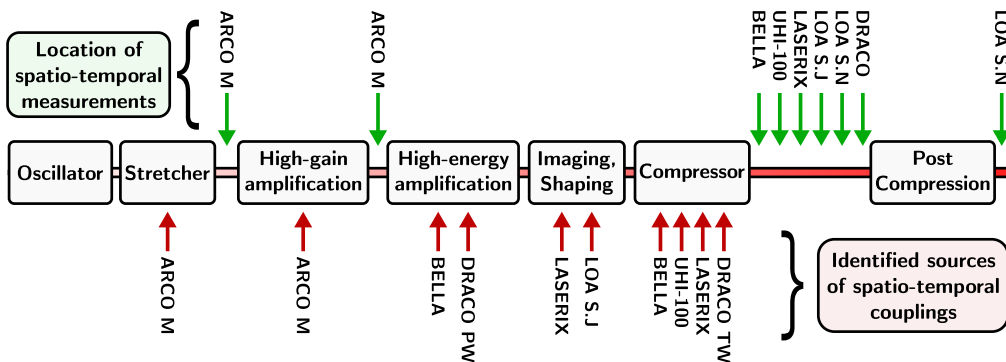 Location of
spatio-temporal
measurements
ARCO M
ARCO M
BELLA
UHI-100
LASERIX
LOA S.J
LOA S.N
DRACO
LOA S.N
Oscillator
Stretcher
High-gain
amplification
High-energy
amplification
Imaging,
Shaping
Compressor
Post
Compression
ARCO M
ARCO M
BELLA
DRACO PW
LASERIX
LOA S.J
BELLA
UHI-100
LASERIX
DRACO TW
Identified sources
of spatio-temporal
couplings